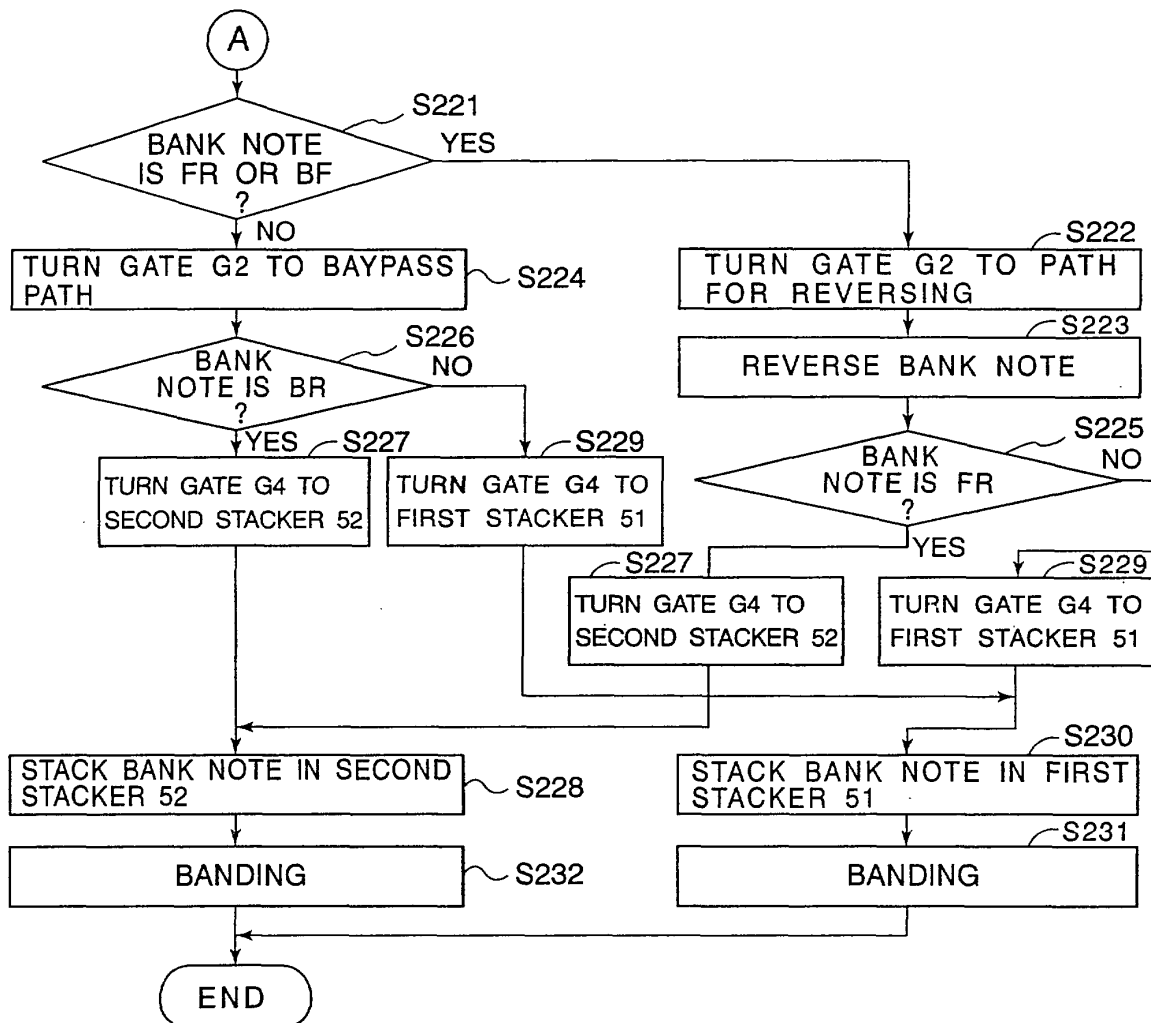 A
S221
BANK NOTE
IS FR OR BF
?
YES
NO
TURN GATE G2 TO BAYPASS
PATH
S224
S222
TURN GATE G2 TO PATH
FOR REVERSING
S223
REVERSE BANK NOTE
S226
BANK
NOTE IS BR
?
NO
YES
S227
TURN GATE G4 TO
SECOND STACKER 52
S229
TURN GATE G4 TO
FIRST STACKER 51
S225
BANK
NOTE IS FR
?
NO
YES
S227
TURN GATE G4 TO
SECOND STACKER 52
S229
TURN GATE G4 TO
FIRST STACKER 51
STACK BANK NOTE IN SECOND
STACKER 52
S228
S230
STACK BANK NOTE IN FIRST
STACKER 51
BANDING
S232
S231
BANDING
END